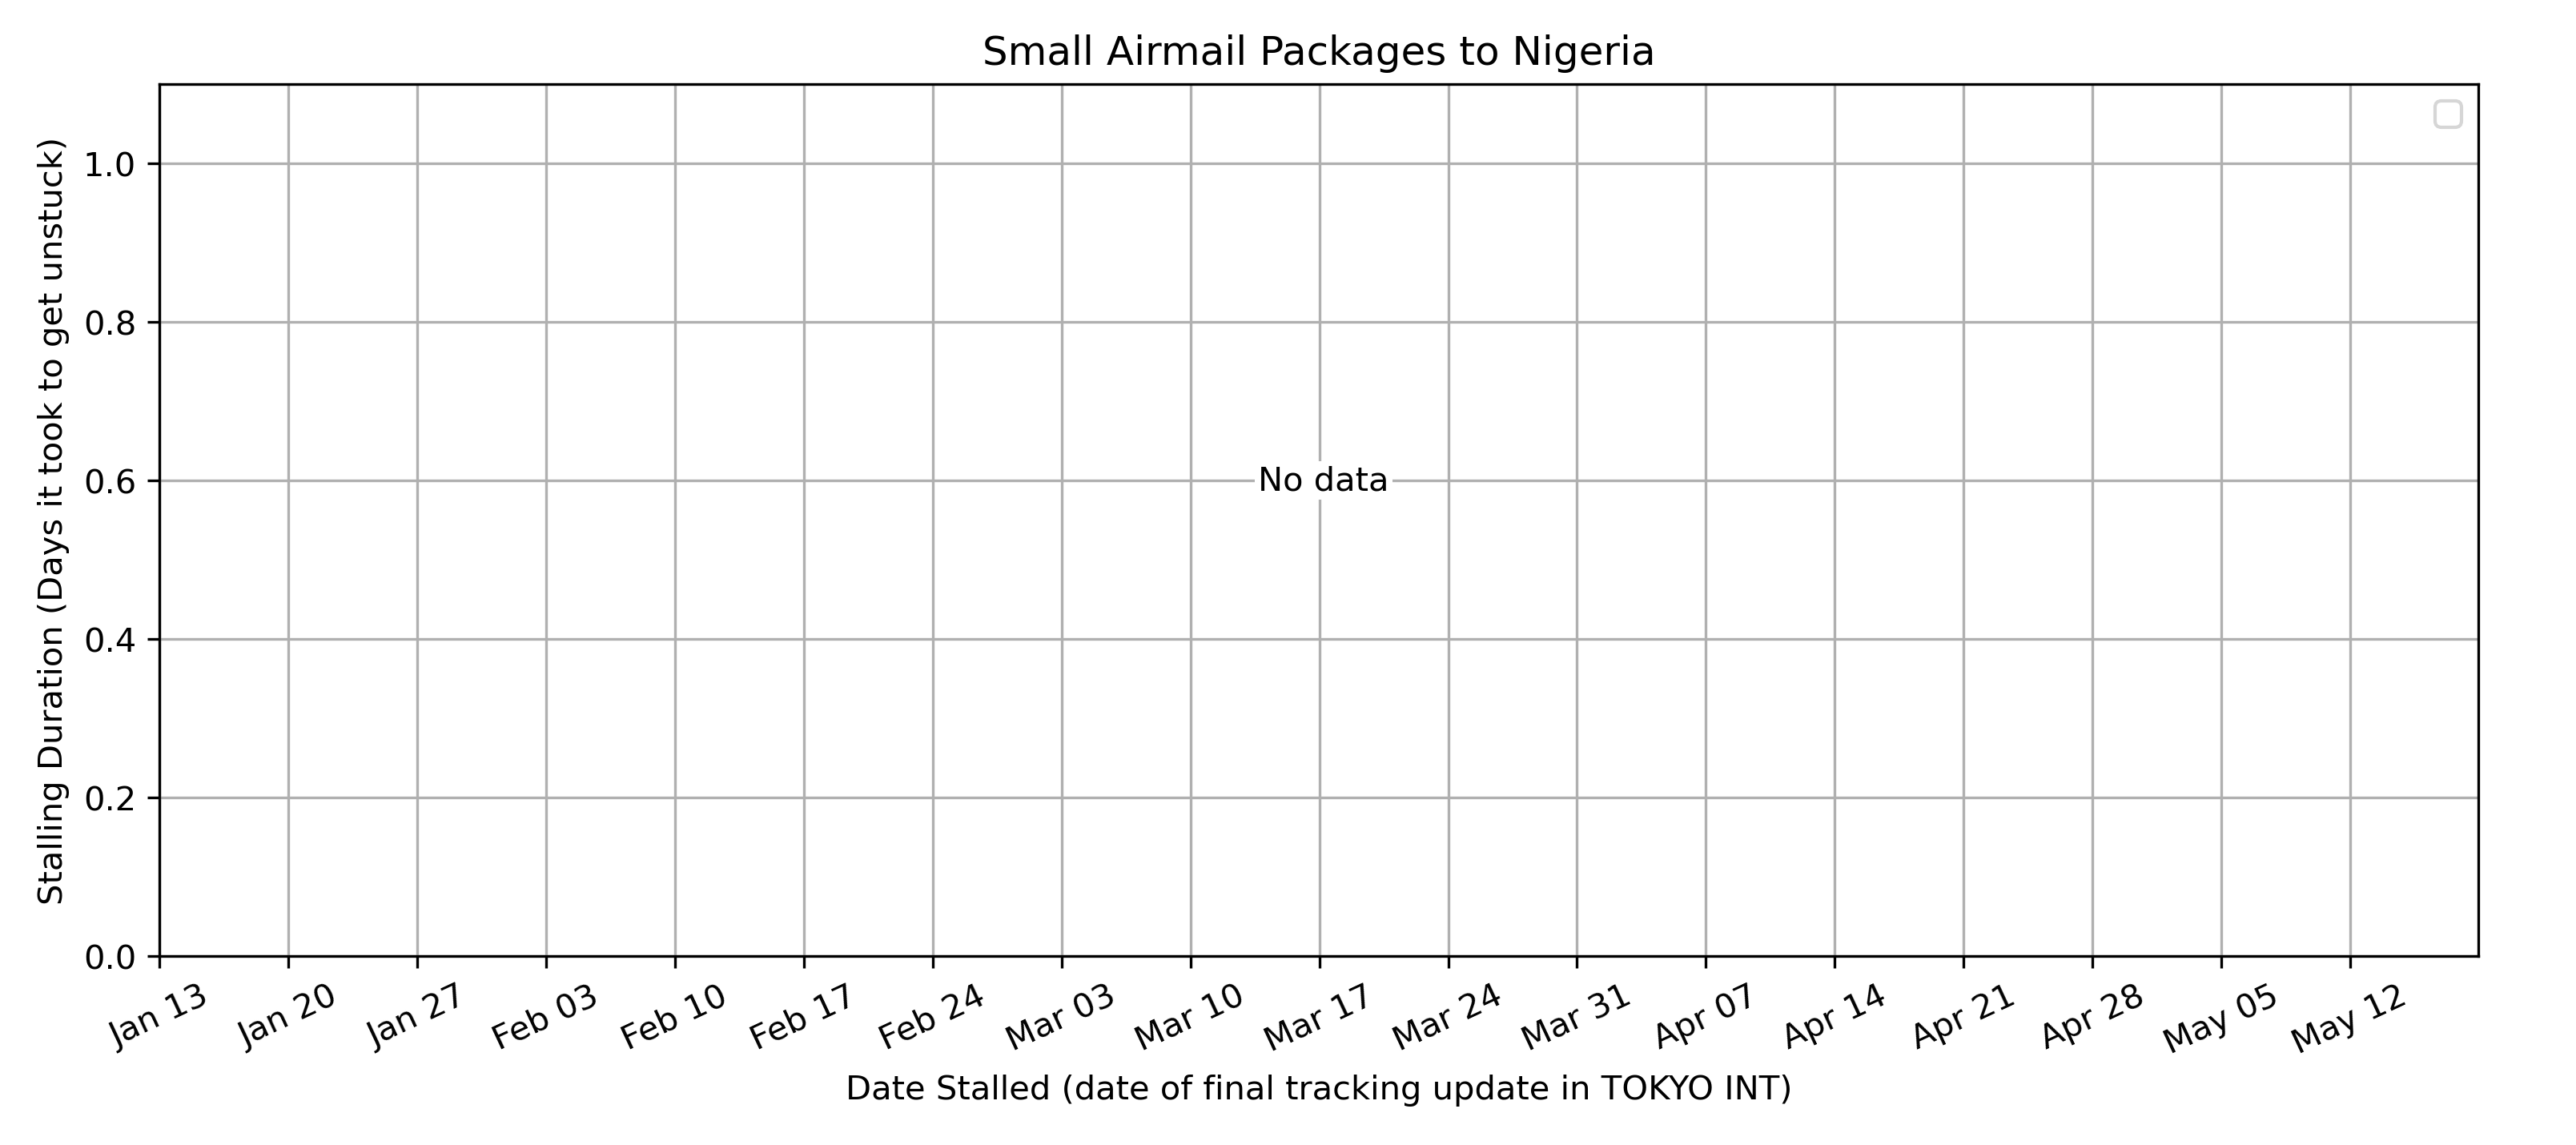 Small Airmail Packages to Nigeria
Stalling Duration (Days it took to get unstuck)
1.0
0.8
0.6
0.4
0.2
0.0
No data
Jan 13
Jan 20
Jan 27
Feb 03
Feb 10
Feb 17
Feb 24
Mar 03
Mar 10
Mar 17
Mar 24
Mar 31
Apr 07
Apr 14
Apr 21
Apr 28
May 05
May 12
Date Stalled (date of final tracking update in TOKYO INT)